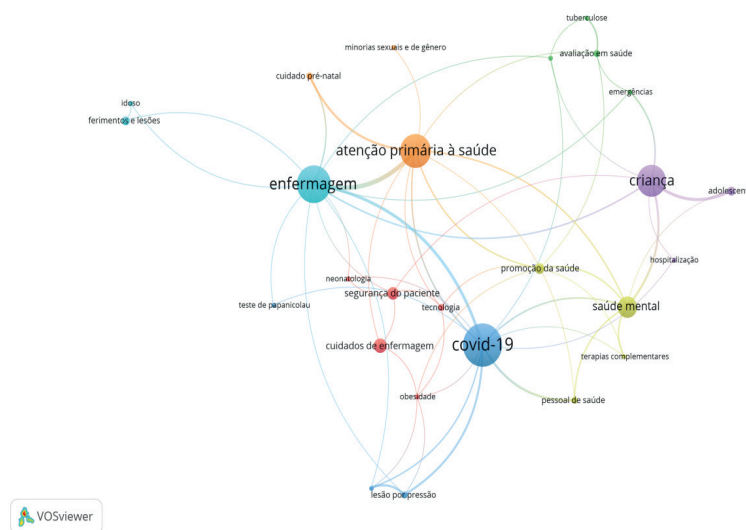 tuberculose
minorias sexuais e de gênero
avaliação em saúde
cuidado pré-natal
emergências
idoso
ferimentos e lesões
atenção primária à saúde
enfermagem
criança
adolescen
hospitalização
promoção da saúde
neonatologia
segurança do paciente
teste de papanicolau
tecnologia
saúde mental
cuidados de enfermagem
covid-19
terapias complementares
obesidade
pessoal de saúde
lesão por pressão
VOSviewer